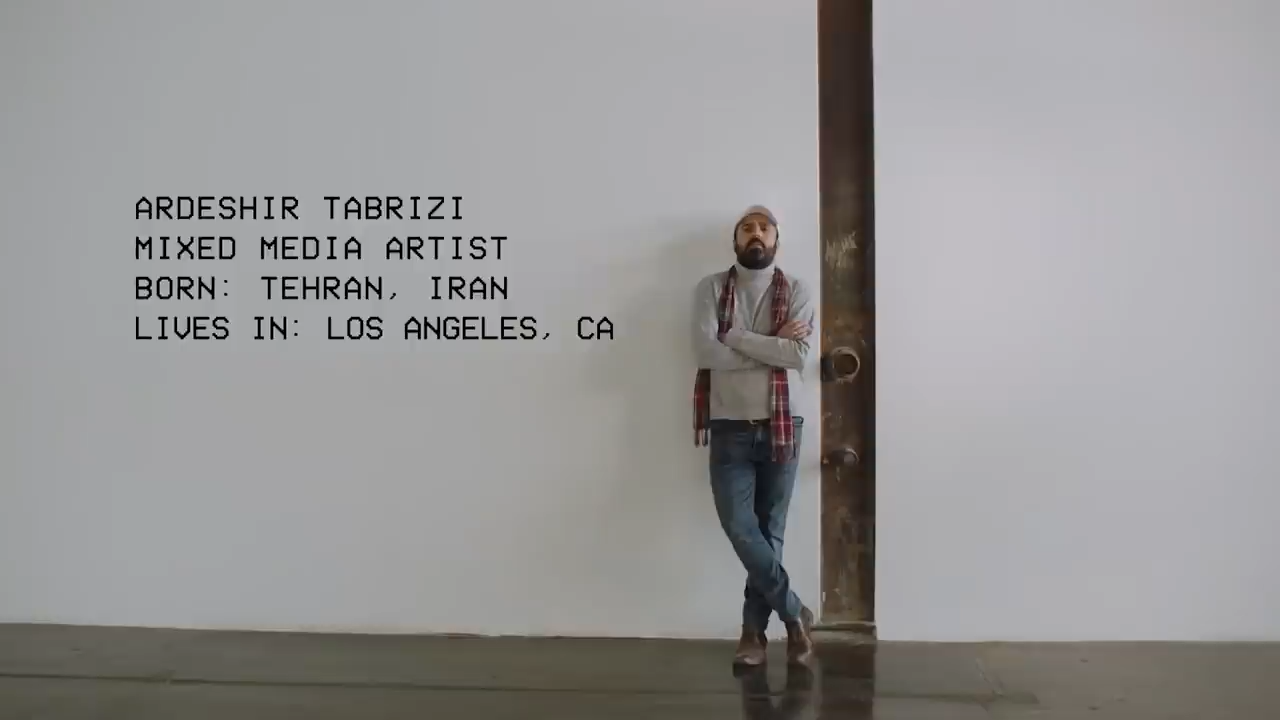 ARDESHIR TABRIZI
MIXED MEDIA ARTIST
BORN: TEHRAN, IRAN
LIVES IN: LOS ANGELES, CA